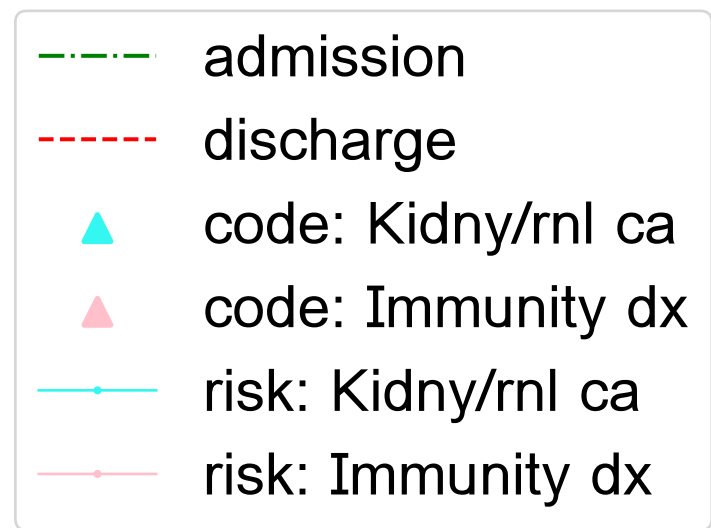 admission
discharge
code: Kidny/rnl ca
code: Immunity dx
risk: Kidny/rnl ca
risk: Immunity dx